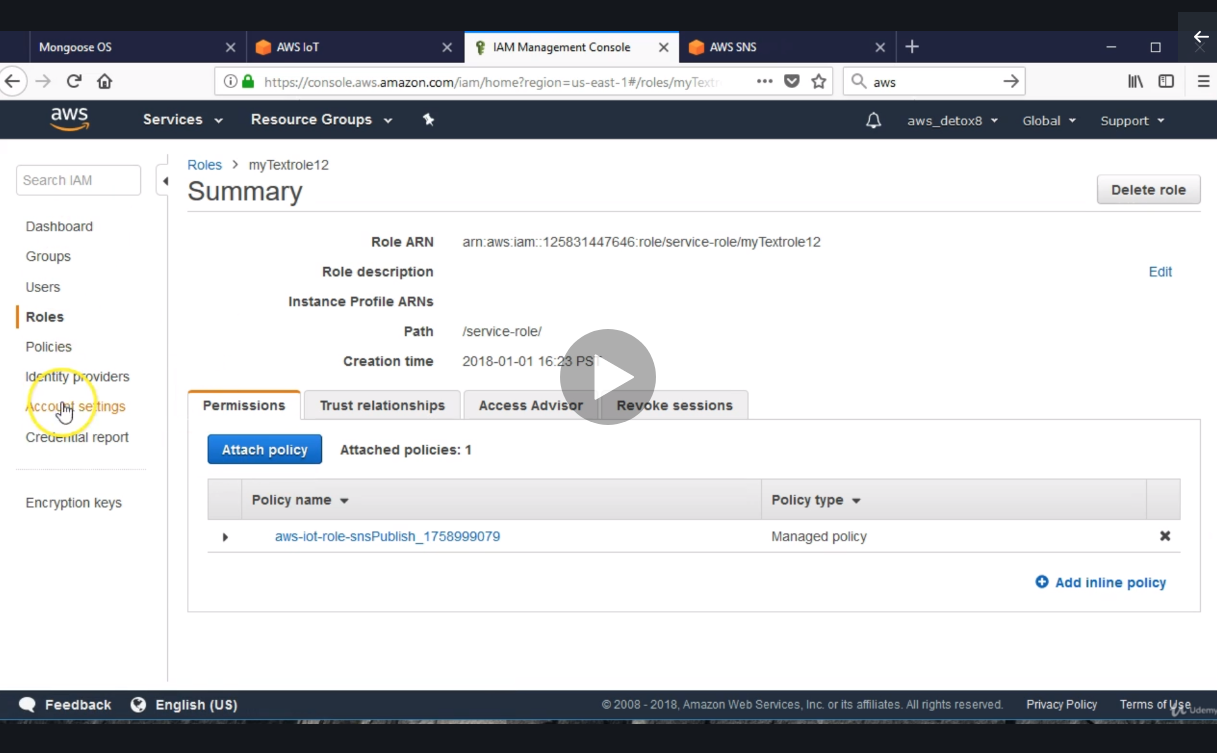 Mongoose OS
AWS IoT
IAM Management Console
AWS SNS
https://console.aws.amazon.com/iam/home?region=us-east-1#/roles/myText
aws
aws
Services
Resource Groups
aws_detox8
Global
Support
Search IAM
Dashboard
Groups
Users
Roles
Policies
Identity providers
Account settings
Credential report
Encryption keys
Roles > myTextrole12
Summary
Delete role
Role ARN arn:aws:iam::125831447646:role/service-role/myTextrole12
Role description
Edit
Instance Profile ARNs
Path /service-role/
Creation time 2018-01-01 16:23 PST
Permissions
Trust relationships
Access Advisor
Revoke sessions
Attach policy
Attached policies: 1
Policy name
Policy type
aws-iot-role-snsPublish_1758999079
Managed policy
Add inline policy
Feedback
English (US)
© 2008 - 2018, Amazon Web Services, Inc. or its affiliates. All rights reserved.
Privacy Policy
Terms of Use
Udemy